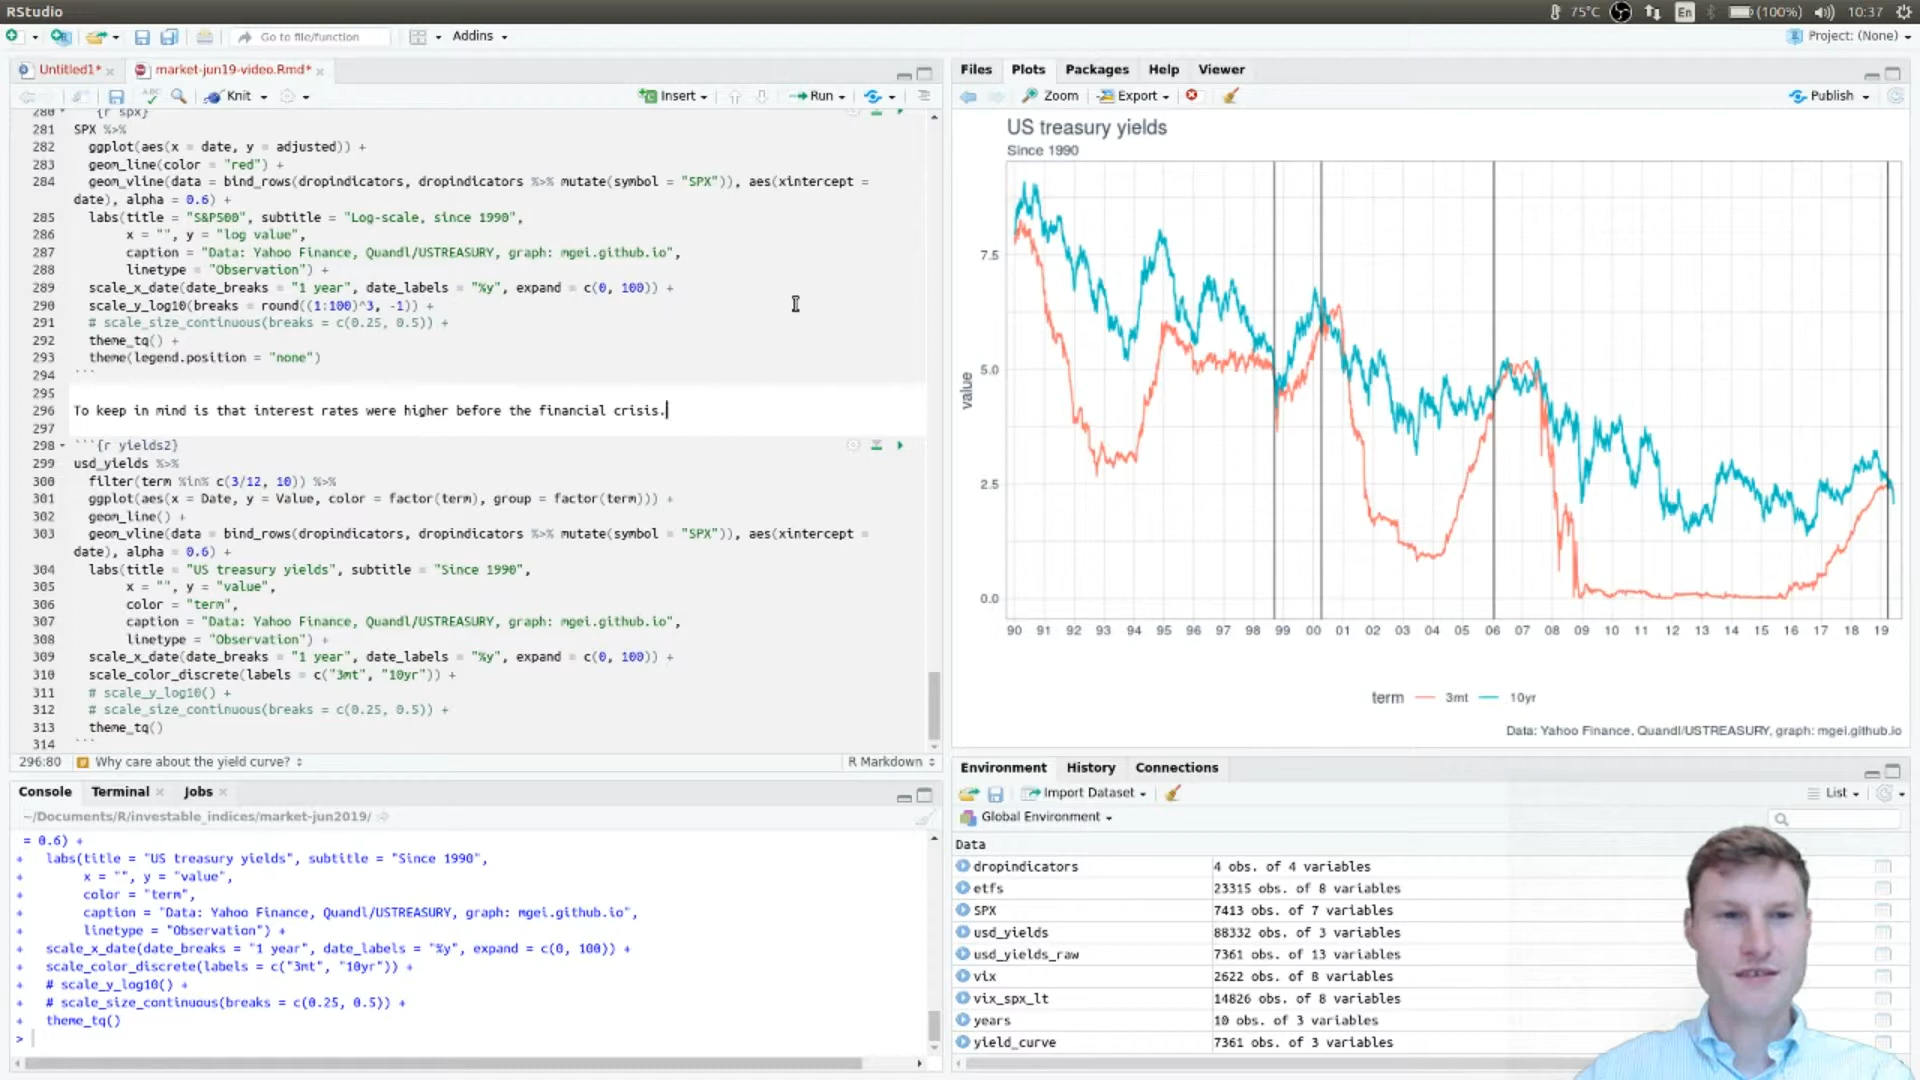 RStudio
75°C
En
(100%)
10:37
Go to file/function
Addins
Project: (None)
Untitled1*
market-jun19-video.Rmd*
Knit
Insert
Run
280 {r spx}
281 SPX %>%
282 ggplot(aes(x = date, y = adjusted)) +
283 geom_line(color = "red") +
284 geom_vline(data = bind_rows(dropindicators, dropindicators %>% mutate(symbol = "SPX")), aes(xintercept =
date), alpha = 0.6) +
285 labs(title = "S&P500", subtitle = "Log-scale, since 1990",
286 x = "", y = "log value",
287 caption = "Data: Yahoo Finance, Quandl/USTREASURY, graph: mgei.github.io",
288 linetype = "Observation") +
289 scale_x_date(date_breaks = "1 year", date_labels = "%y", expand = c(0, 100)) +
290 scale_y_log10(breaks = round((1:100)^3, -1)) +
291 # scale_size_continuous(breaks = c(0.25, 0.5)) +
292 theme_tq() +
293 theme(legend.position = "none")
294 ```
295
296 To keep in mind is that interest rates were higher before the financial crisis.
297
298 ```{r yields2}
299 usd_yields %>%
300 filter(term %in% c(3/12, 10)) %>%
301 ggplot(aes(x = Date, y = Value, color = factor(term), group = factor(term))) +
302 geom_line() +
303 geom_vline(data = bind_rows(dropindicators, dropindicators %>% mutate(symbol = "SPX")), aes(xintercept =
date), alpha = 0.6) +
304 labs(title = "US treasury yields", subtitle = "Since 1990",
305 x = "", y = "value",
306 color = "term",
307 caption = "Data: Yahoo Finance, Quandl/USTREASURY, graph: mgei.github.io",
308 linetype = "Observation") +
309 scale_x_date(date_breaks = "1 year", date_labels = "%y", expand = c(0, 100)) +
310 scale_color_discrete(labels = c("3mt", "10yr")) +
311 # scale_y_log10() +
312 # scale_size_continuous(breaks = c(0.25, 0.5)) +
313 theme_tq()
314 ```
296:80 Why care about the yield curve? R Markdown
Console Terminal Jobs
~/Documents/R/investable_indices/market-jun2019/
= 0.6) +
+ labs(title = "US treasury yields", subtitle = "Since 1990",
+ x = "", y = "value",
+ color = "term",
+ caption = "Data: Yahoo Finance, Quandl/USTREASURY, graph: mgei.github.io",
+ linetype = "Observation") +
+ scale_x_date(date_breaks = "1 year", date_labels = "%y", expand = c(0, 100)) +
+ scale_color_discrete(labels = c("3mt", "10yr")) +
+ # scale_y_log10() +
+ # scale_size_continuous(breaks = c(0.25, 0.5)) +
+ theme_tq()
>
Files Plots Packages Help Viewer
Zoom Export Publish
US treasury yields
Since 1990
value
7.5
5.0
2.5
0.0
90 91 92 93 94 95 96 97 98 99 00 01 02 03 04 05 06 07 08 09 10 11 12 13 14 15 16 17 18 19
term 3mt 10yr
Data: Yahoo Finance, Quandl/USTREASURY, graph: mgei.github.io
Environment History Connections
Import Dataset List
Global Environment
Data
dropindicators 4 obs. of 4 variables
etfs 23315 obs. of 8 variables
SPX 7413 obs. of 7 variables
usd_yields 88332 obs. of 3 variables
usd_yields_raw 7361 obs. of 13 variables
vix 2622 obs. of 8 variables
vix_spx_lt 14826 obs. of 8 variables
years 10 obs. of 3 variables
yield_curve 7361 obs. of 3 variables